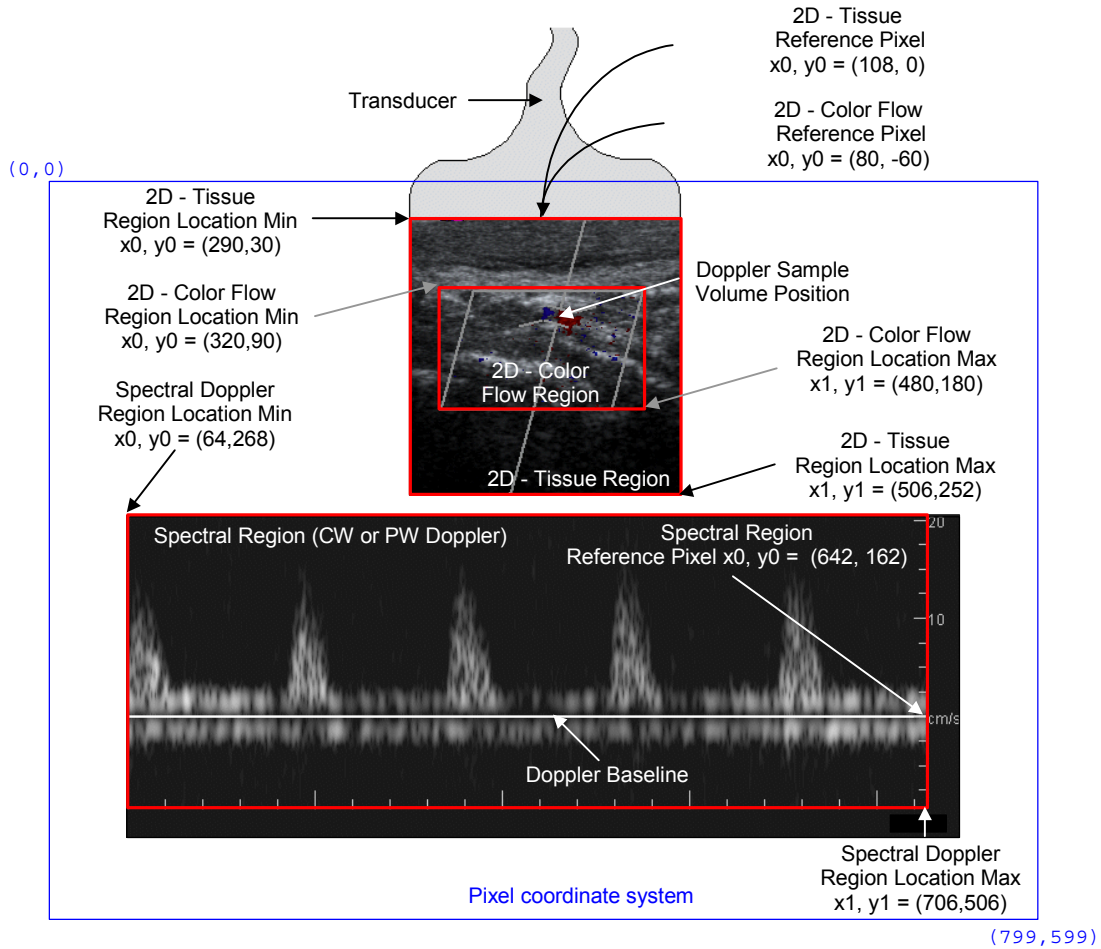 2D - Tissue
Reference Pixel
x0, y0 = (108, 0)
Transducer
2D - Color Flow
Reference Pixel
x0, y0 = (80, -60)
(0,0)
2D - Tissue
Region Location Min
x0, y0 = (290,30)
Doppler Sample
Volume Position
2D - Color Flow
Region Location Min
x0, y0 = (320,90)
2D - Color Flow
Region Location Max
x1, y1 = (480,180)
2D - Color
Flow Region
Spectral Doppler
Region Location Min
x0, y0 = (64,268)
2D - Tissue
Region Location Max
x1, y1 = (506,252)
2D - Tissue Region
Spectral Region (CW or PW Doppler)
Spectral Region
Reference Pixel x0, y0 =  (642, 162)
20
10
cm/s
Doppler Baseline
Spectral Doppler
Region Location Max
x1, y1 = (706,506)
Pixel coordinate system
(799,599)